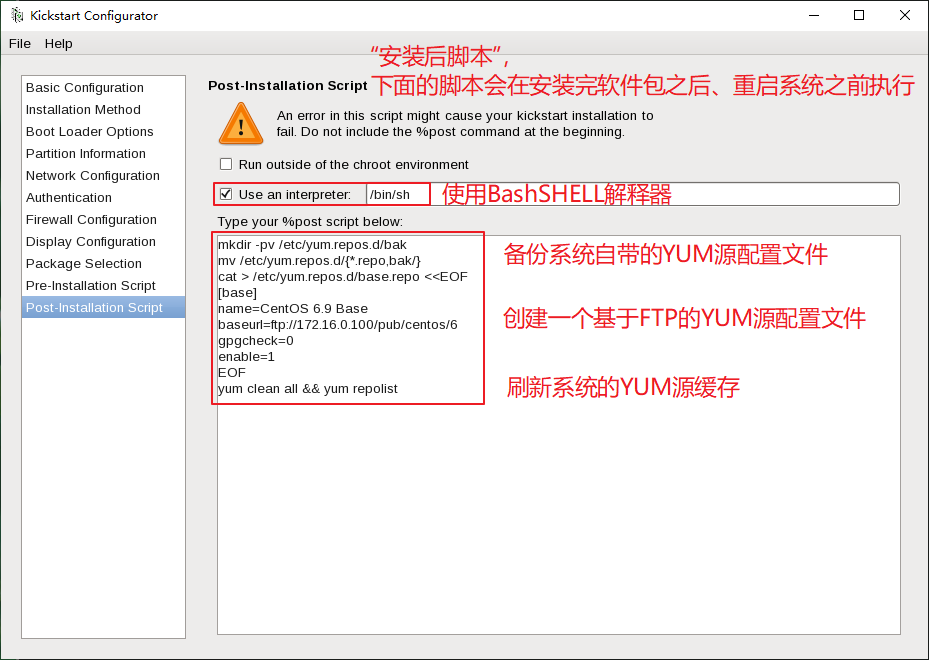 Kickstart Configurator
File Help
“安装后脚本”,
Post-Installation Script 下面的脚本会在安装完软件包之后、重启系统之前执行
An error in this script might cause your kickstart installation to
fail. Do not include the %post command at the beginning.
Run outside of the chroot environment
Use an interpreter: /bin/sh 使用BashSHELL解释器
Type your %post script below:
mkdir -pv /etc/yum.repos.d/bak
mv /etc/yum.repos.d/{*.repo,bak/}
cat > /etc/yum.repos.d/base.repo <<EOF
[base]
name=CentOS 6.9 Base
baseurl=ftp://172.16.0.100/pub/centos/6
gpgcheck=0
enable=1
EOF
yum clean all && yum repolist
备份系统自带的YUM源配置文件
创建一个基于FTP的YUM源配置文件
刷新系统的YUM源缓存
Basic Configuration
Installation Method
Boot Loader Options
Partition Information
Network Configuration
Authentication
Firewall Configuration
Display Configuration
Package Selection
Pre-Installation Script
Post-Installation Script